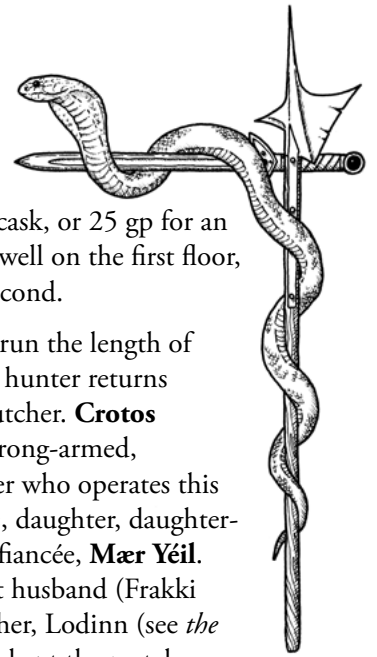 cask, or 25 gp for an
well on the first floor,
cond.
run the length of
hunter returns
utcher. Crotos
rong-armed,
er who operates this
, daughter, daughter-
fiancée, Mær Yéil.
t husband (Frakki
her, Lodinn (see the